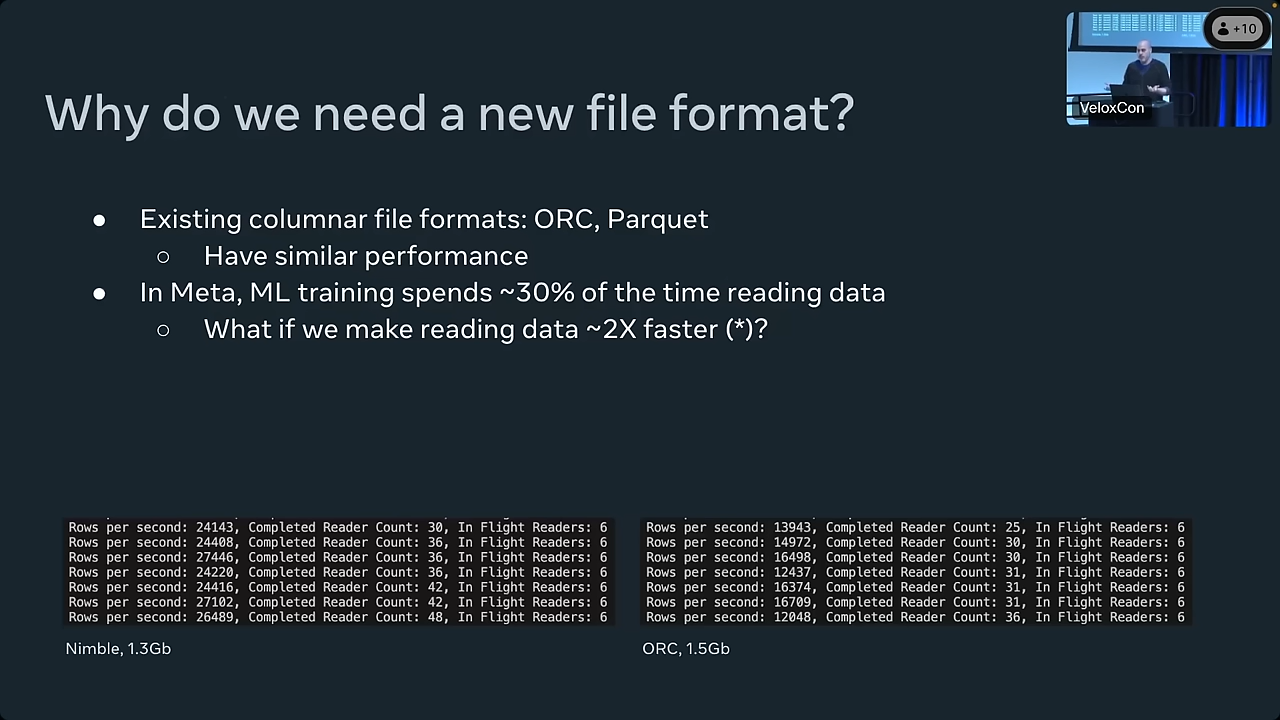 +10
VeloxCon
Why do we need a new file format?
● Existing columnar file formats: ORC, Parquet
○ Have similar performance
● In Meta, ML training spends ~30% of the time reading data
○ What if we make reading data ~2X faster (*)?
Rows per second: 24143, Completed Reader Count: 30, In Flight Readers: 6
Rows per second: 24408, Completed Reader Count: 36, In Flight Readers: 6
Rows per second: 27446, Completed Reader Count: 36, In Flight Readers: 6
Rows per second: 24220, Completed Reader Count: 36, In Flight Readers: 6
Rows per second: 24416, Completed Reader Count: 42, In Flight Readers: 6
Rows per second: 27102, Completed Reader Count: 42, In Flight Readers: 6
Rows per second: 26489, Completed Reader Count: 48, In Flight Readers: 6
Nimble, 1.3Gb
Rows per second: 13943, Completed Reader Count: 25, In Flight Readers: 6
Rows per second: 14972, Completed Reader Count: 30, In Flight Readers: 6
Rows per second: 16498, Completed Reader Count: 30, In Flight Readers: 6
Rows per second: 12437, Completed Reader Count: 31, In Flight Readers: 6
Rows per second: 16374, Completed Reader Count: 31, In Flight Readers: 6
Rows per second: 16709, Completed Reader Count: 31, In Flight Readers: 6
Rows per second: 12048, Completed Reader Count: 36, In Flight Readers: 6
ORC, 1.5Gb